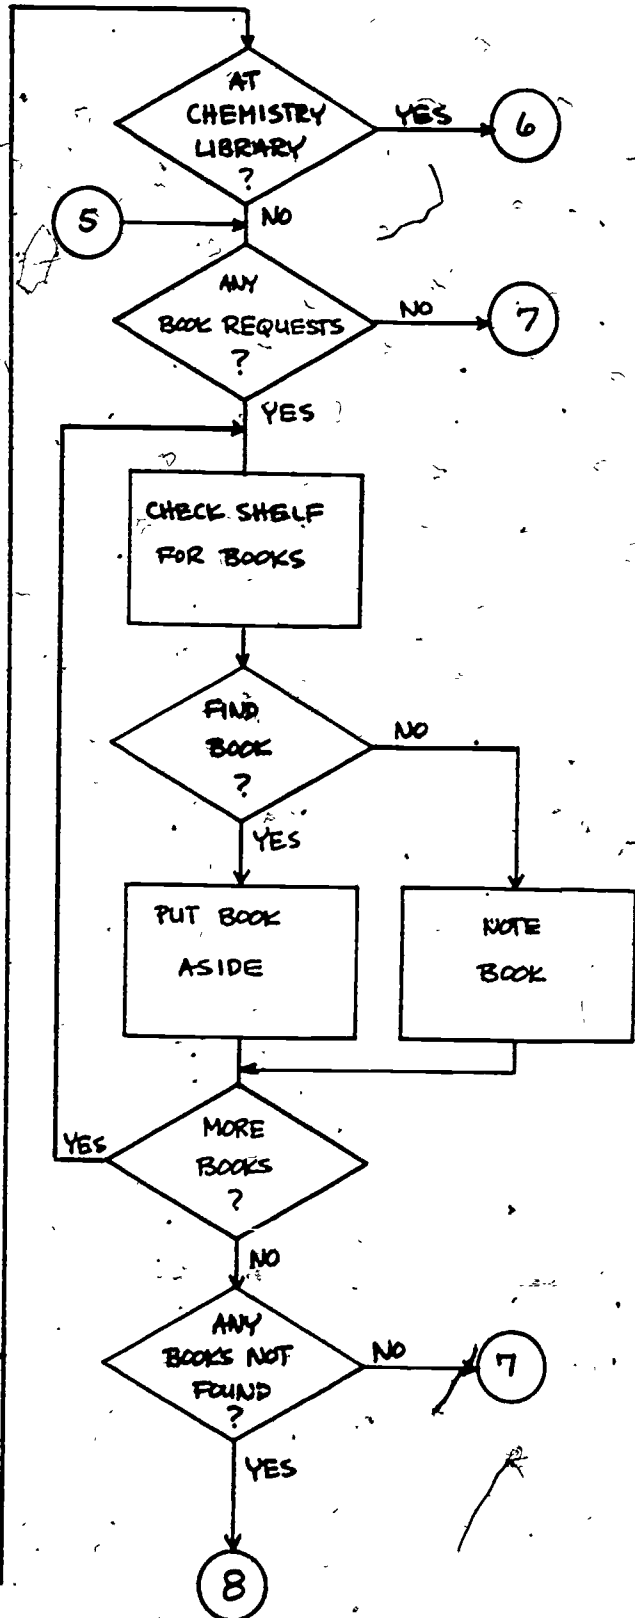 AT
CHEMISTRY
LIBRARY
?
YES
6
5
NO
ANY
BOOK REQUESTS
?
NO
7
YES
CHECK SHELF
FOR BOOKS
FIND
BOOK
?
NO
YES
PUT BOOK
ASIDE
NOTE
BOOK
MORE
BOOKS
?
YES
NO
ANY
BOOKS NOT
FOUND
?
NO
7
YES
8